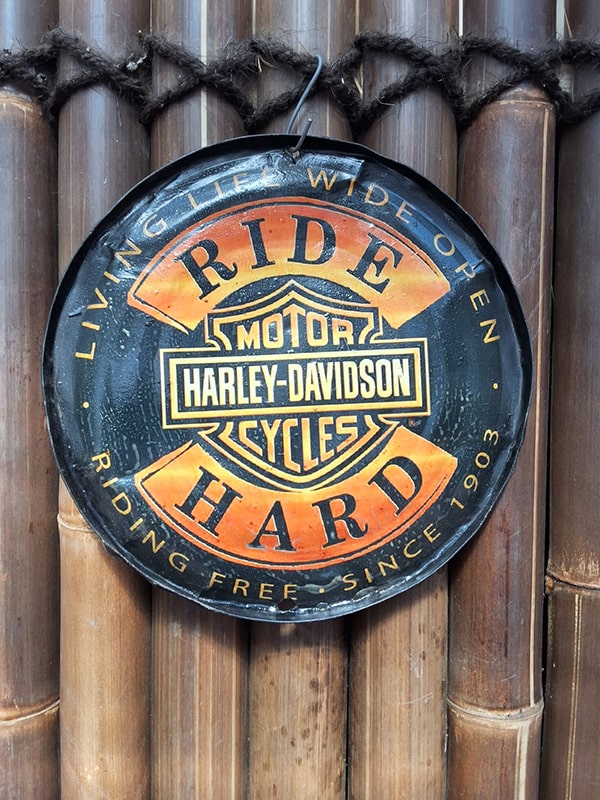 LIVING LIFE WIDE OPEN
RIDE
MOTOR
HARLEY-DAVIDSON
CYCLES
HARD
RIDING FREE · SINCE 1903